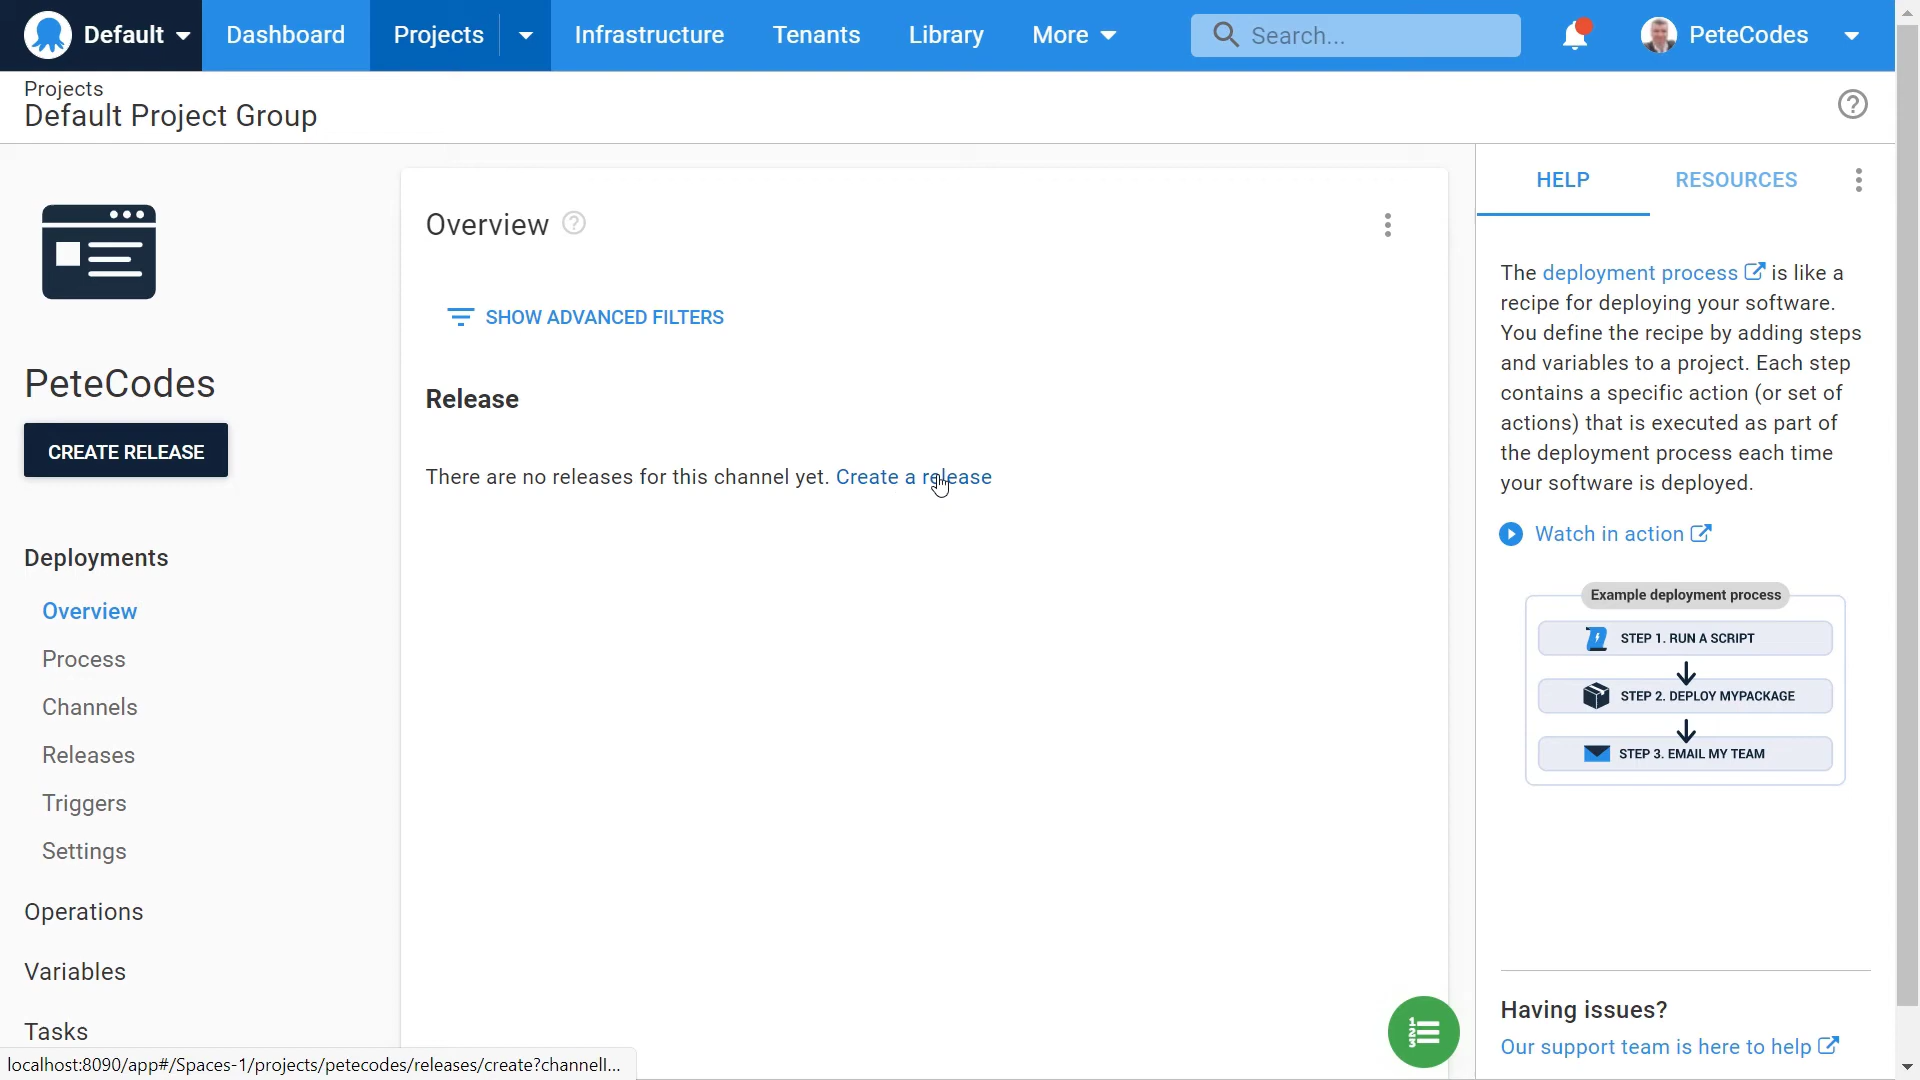 Default
Dashboard
Projects
Infrastructure
Tenants
Library
More
Search...
PeteCodes
Projects
Default Project Group
PeteCodes
CREATE RELEASE
Deployments
Overview
Process
Channels
Releases
Triggers
Settings
Operations
Variables
Tasks
Overview
SHOW ADVANCED FILTERS
Release
There are no releases for this channel yet. Create a release
HELP
RESOURCES
The deployment process is like a
recipe for deploying your software.
You define the recipe by adding steps
and variables to a project. Each step
contains a specific action (or set of
actions) that is executed as part of
the deployment process each time
your software is deployed.
Watch in action
Example deployment process
STEP 1. RUN A SCRIPT
STEP 2. DEPLOY MYPACKAGE
STEP 3. EMAIL MY TEAM
Having issues?
Our support team is here to help
localhost:8090/app#/Spaces-1/projects/petecodes/releases/create?channelI...